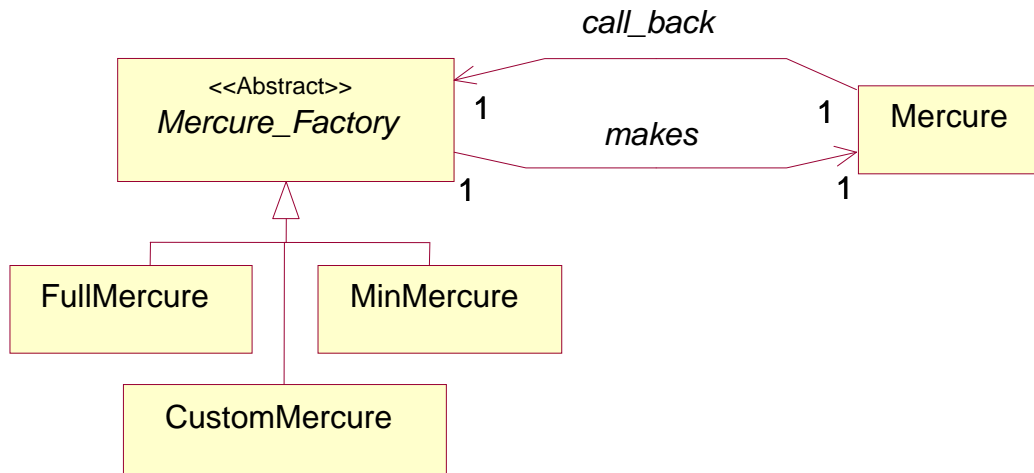 call_back
<<Abstract>>
Mercure_Factory
1
1
Mercure
makes
1
1
FullMercure
MinMercure
CustomMercure